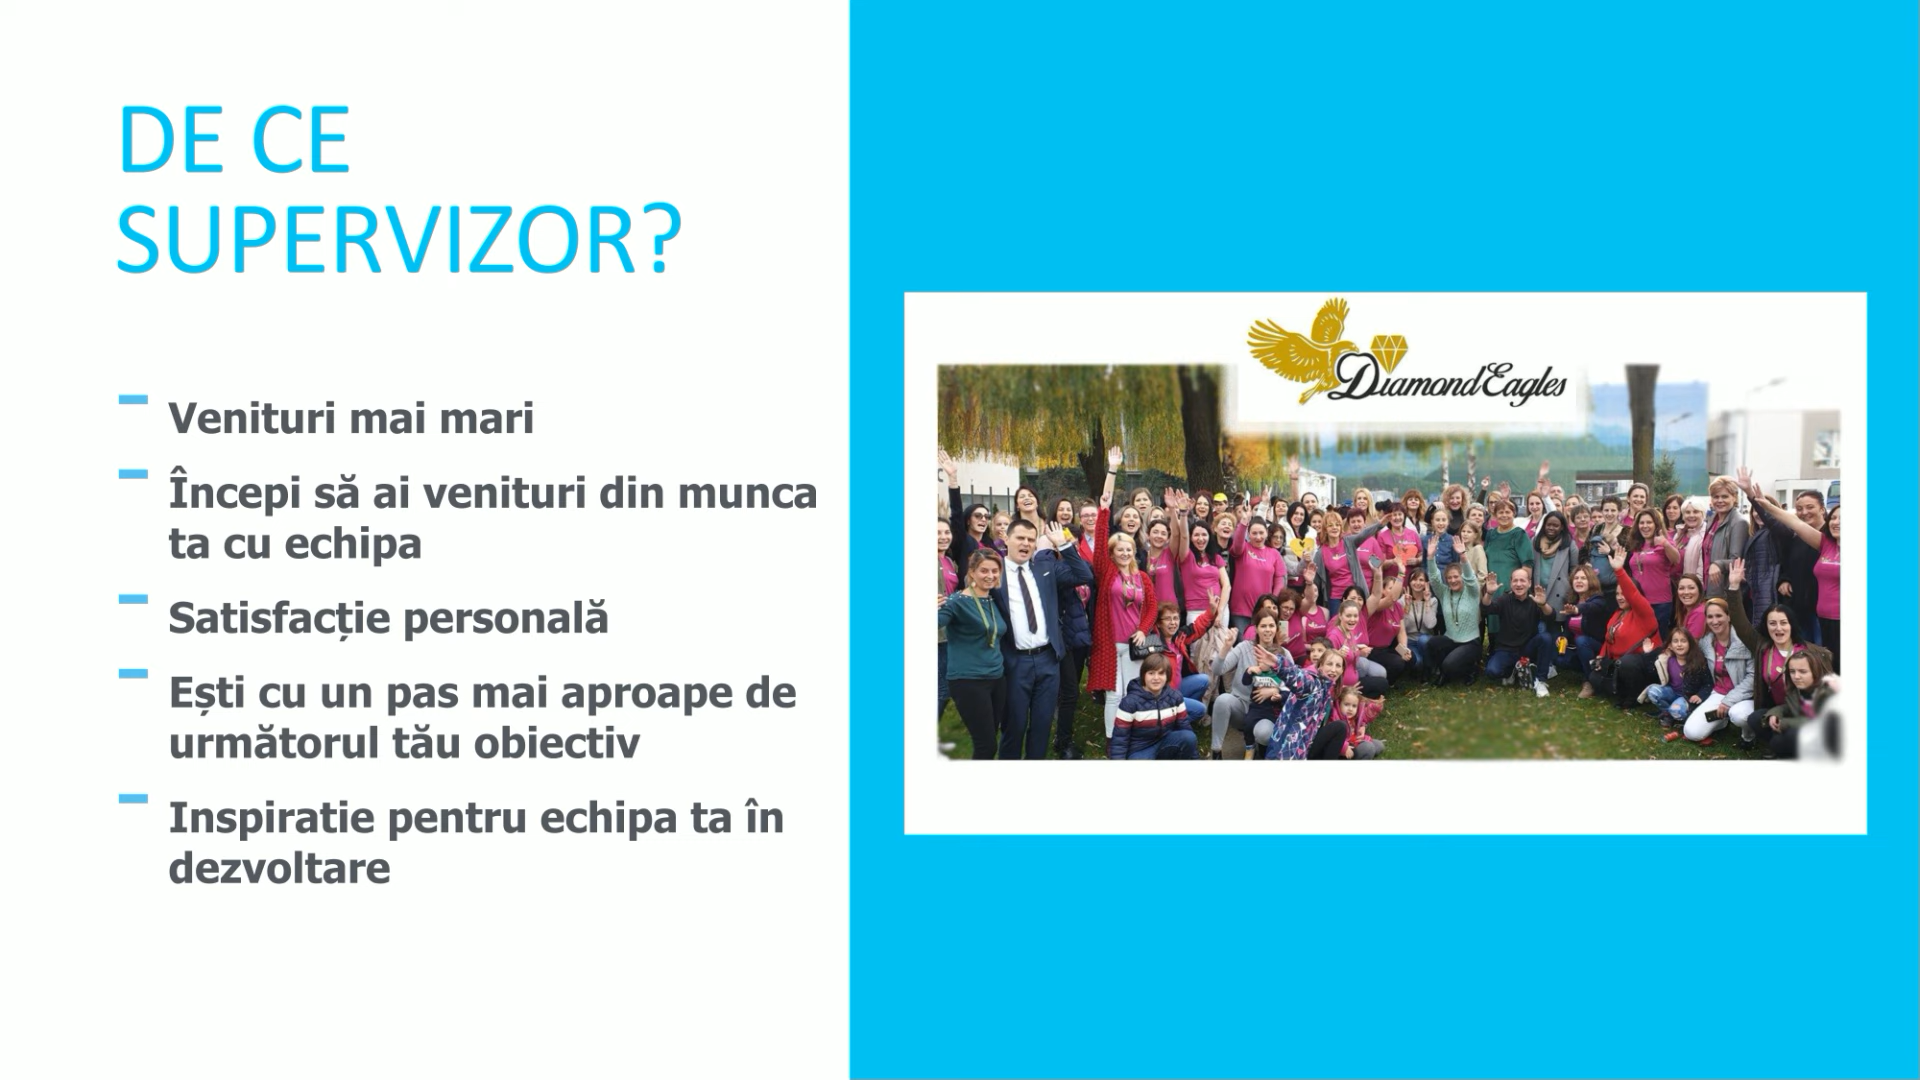 DE CE
SUPERVIZOR?
Venituri mai mari
Începi să ai venituri din munca
ta cu echipa
Satisfacție personală
Ești cu un pas mai aproape de
următorul tău obiectiv
Inspiratie pentru echipa ta în
dezvoltare
DiamondEagles